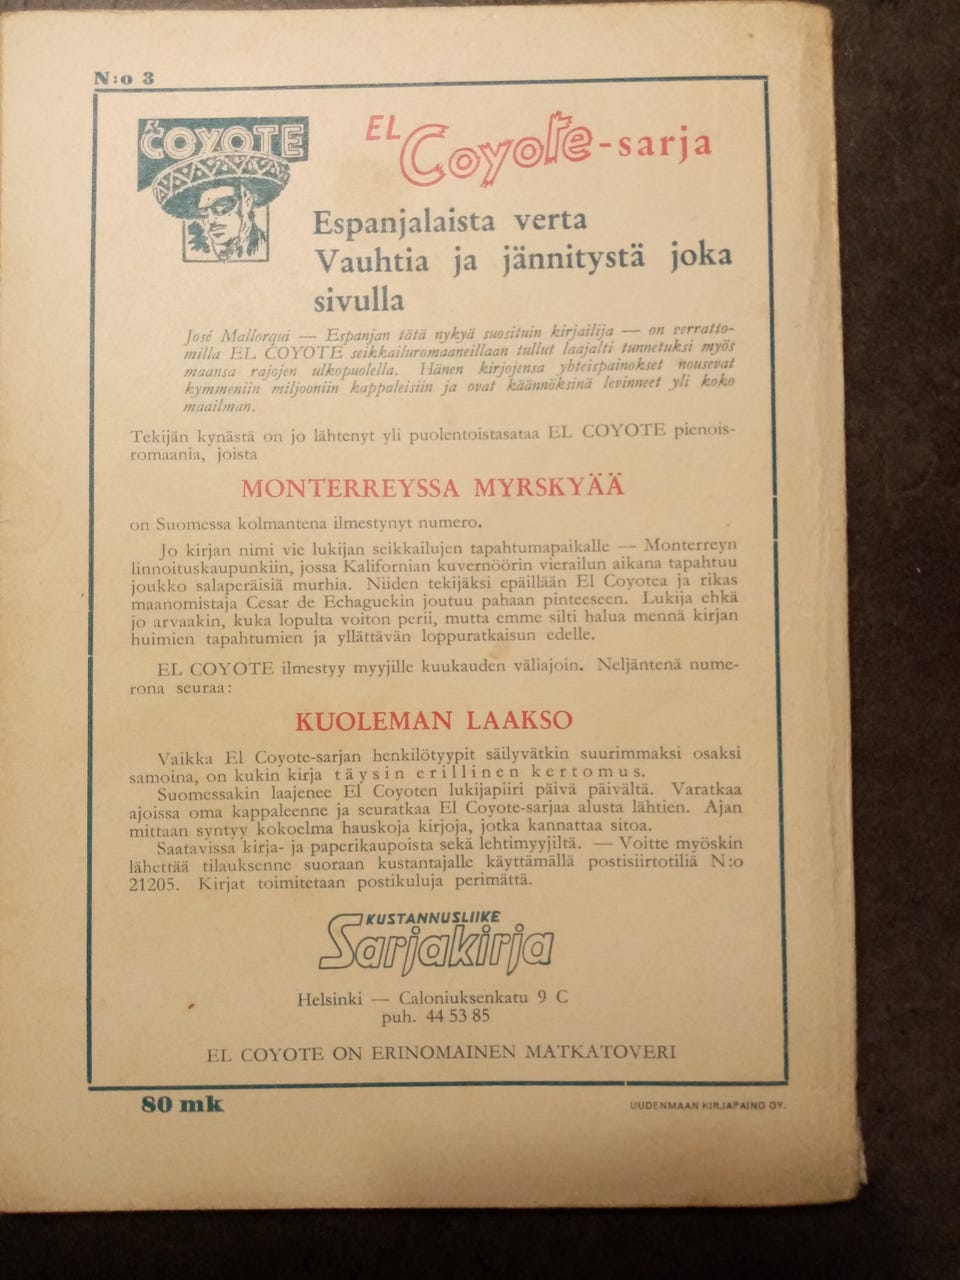 N:o 3
EL
COYOTE
EL Coyote-sarja
Espanjalaista verta
Vauhtia ja jännitystä joka
sivulla
José Mallorqui — Espanjan tätä nykyä suosituin kirjailija — on verratto-
milla EL COYOTE seikkailuromaaneillaan tullut laajalti tunnetuksi myös
maansa rajojen ulkopuolella. Hänen kirjojensa yhteispainokset nousevat
kymmeniin miljooniin kappaleisiin ja ovat käännöksinä levinneet yli koko
maailman.
Tekijän kynästä on jo lähtenyt yli puolentoistasataa EL COYOTE pienois-
romaania, joista
MONTERREYSSA MYRSKYÄÄ
on Suomessa kolmantena ilmestynyt numero.
Jo kirjan nimi vie lukijan seikkailujen tapahtumapaikalle — Monterreyn
linnoituskaupunkiin, jossa Kalifornian kuvernöörin vierailun aikana tapahtuu
joukko salaperäisiä murhia. Niiden tekijäksi epäillään El Coyotea ja rikas
maanomistaja Cesar de Echaguekin joutuu pahaan pinteeseen. Lukija ehkä
jo arvaakin, kuka lopulta voiton perii, mutta emme silti halua mennä kirjan
huimien tapahtumien ja yllättävän loppuratkaisun edelle.
EL COYOTE ilmestyy myyjille kuukauden väliajoin. Neljäntenä nume-
rona seuraa:
KUOLEMAN LAAKSO
Vaikka El Coyote-sarjan henkilötyypit säilyvätkin suurimmaksi osaksi
samoina, on kukin kirja täysin erillinen kertomus.
Suomessakin laajenee El Coyoten lukijapiiri päivä päivältä. Varatkaa
ajoissa oma kappaleenne ja seuratkaa El Coyote-sarjaa alusta lähtien. Ajan
mittaan syntyy kokoelma hauskoja kirjoja, jotka kannattaa sitoa.
Saatavissa kirja- ja paperikaupoista sekä lehtimyyjiltä. — Voitte myöskin
lähettää tilauksenne suoraan kustantajalle käyttämällä postisiirtotiliä N:o
21205. Kirjat toimitetaan postikuluja perimättä.
KUSTANNUSLIIKE
Sarjakirja
Helsinki — Caloniuksenkatu 9 C
puh. 44 53 85
EL COYOTE ON ERINOMAINEN MATKATOVERI
80 mk
UUDENMAAN KIRJAPAINO OY.